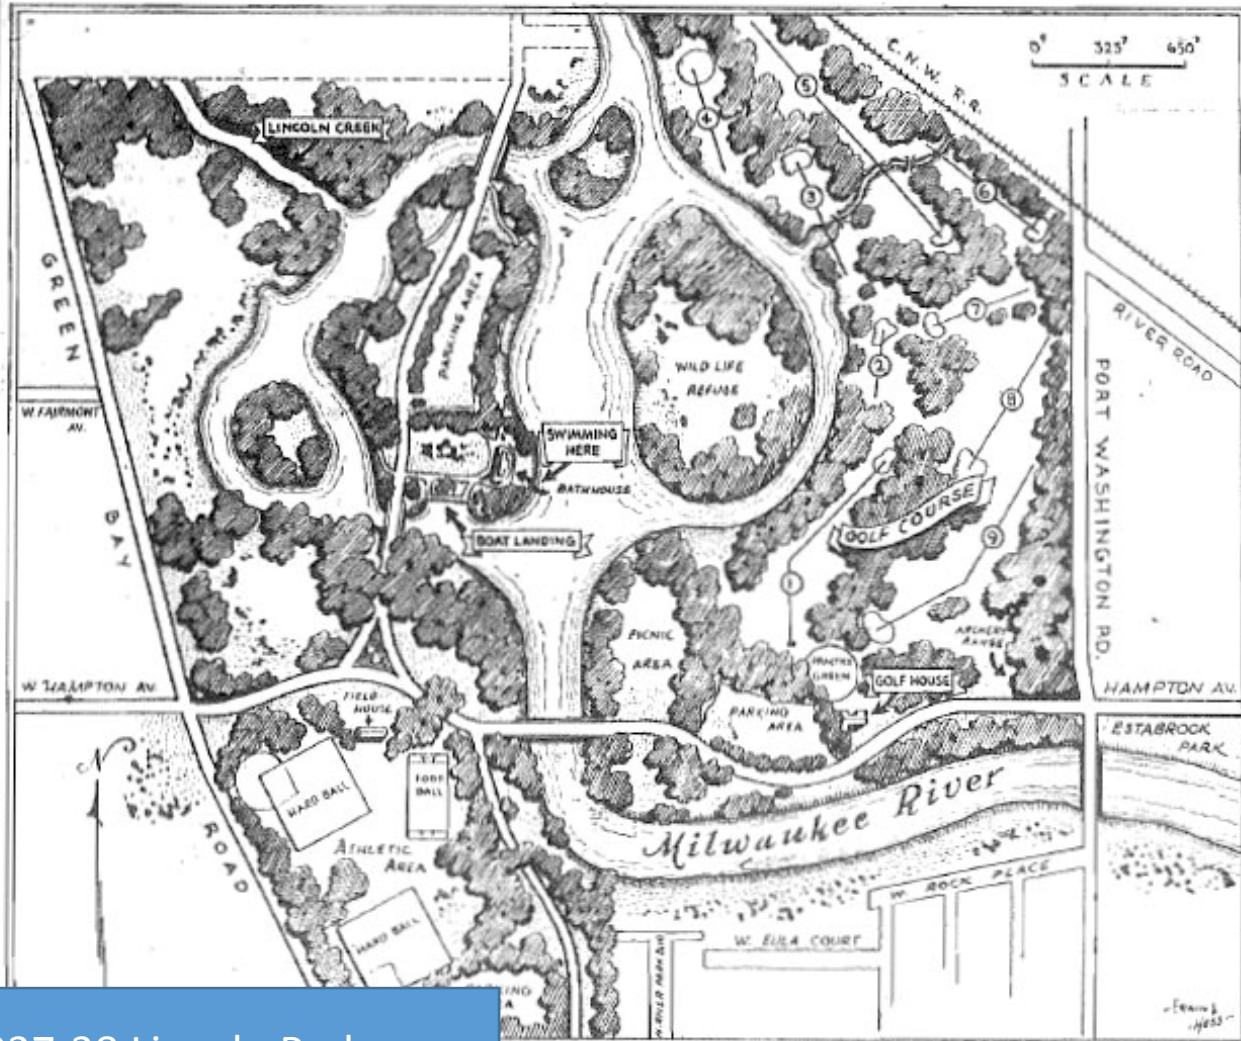 C. N. W. R.R.
0' 325' 650'
SCALE
LINCOLN CREEK
4
5
3
6
GREEN
BAY
ROAD
PARKING AREA
7
RIVER ROAD
2
WILD LIFE
REFUGE
PORT WASHINGTON RD.
8
W. FAIRMONT
AV.
SWIMMING
HERE
BATH HOUSE
BOAT LANDING
GOLF COURSE
9
1
PICNIC
AREA
ARCHERY
RANGE
PRACTICE
GREEN
GOLF HOUSE
W. HAMPTON AV.
HAMPTON AV.
FIELD
HOUSE
PARKING
AREA
ESTABROOK
PARK
N
FOOT
BALL
HARD BALL
Milwaukee River
ATHLETIC
AREA
W. ROCK PLACE
HARD BALL
W. EULA COURT